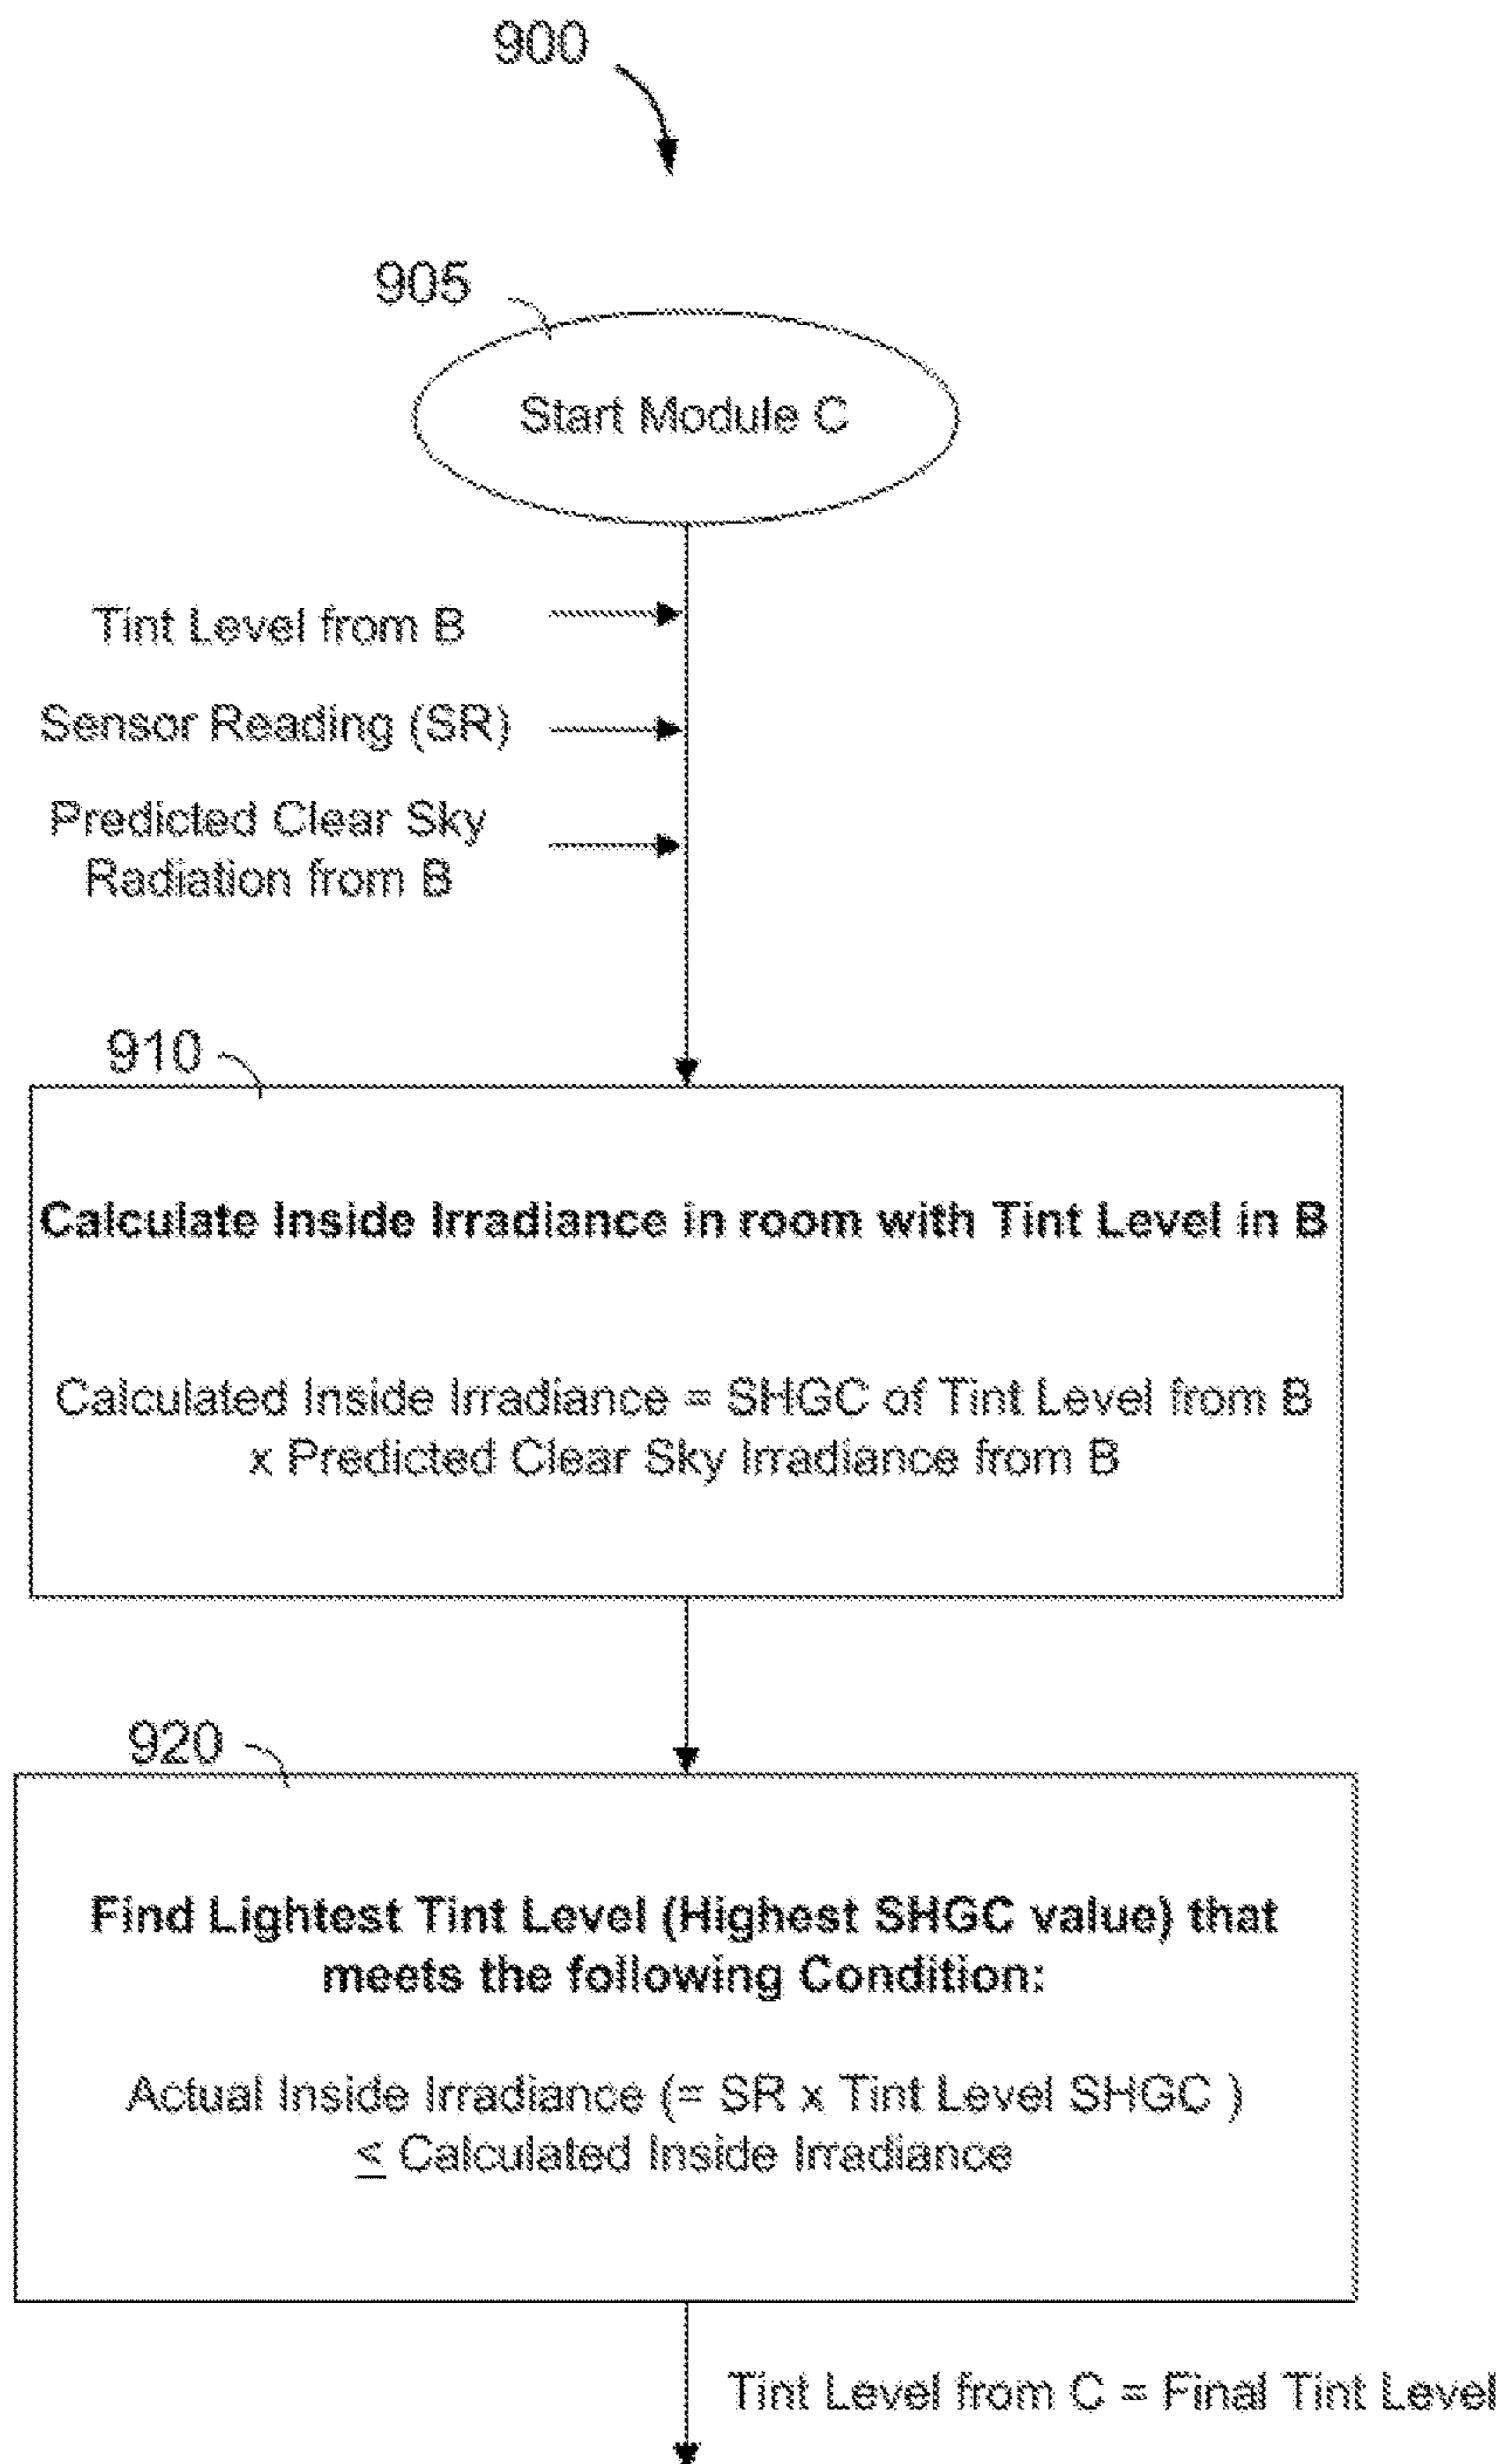 900
905
Start Module C
Tint Level from B
Sensor Reading (SR)
Predicted Clear Sky
Radiation from B
910
Calculate Inside Irradiance in room with Tint Level in B
Calculated Inside Irradiance = SHGC of Tint Level from B
x Predicted Clear Sky Irradiance from B
920
Find Lightest Tint Level (Highest SHGC value) that
meets the following Condition:
Actual Inside Irradiance (= SR x Tint Level SHGC )
≤ Calculated Inside Irradiance
Tint Level from C = Final Tint Level